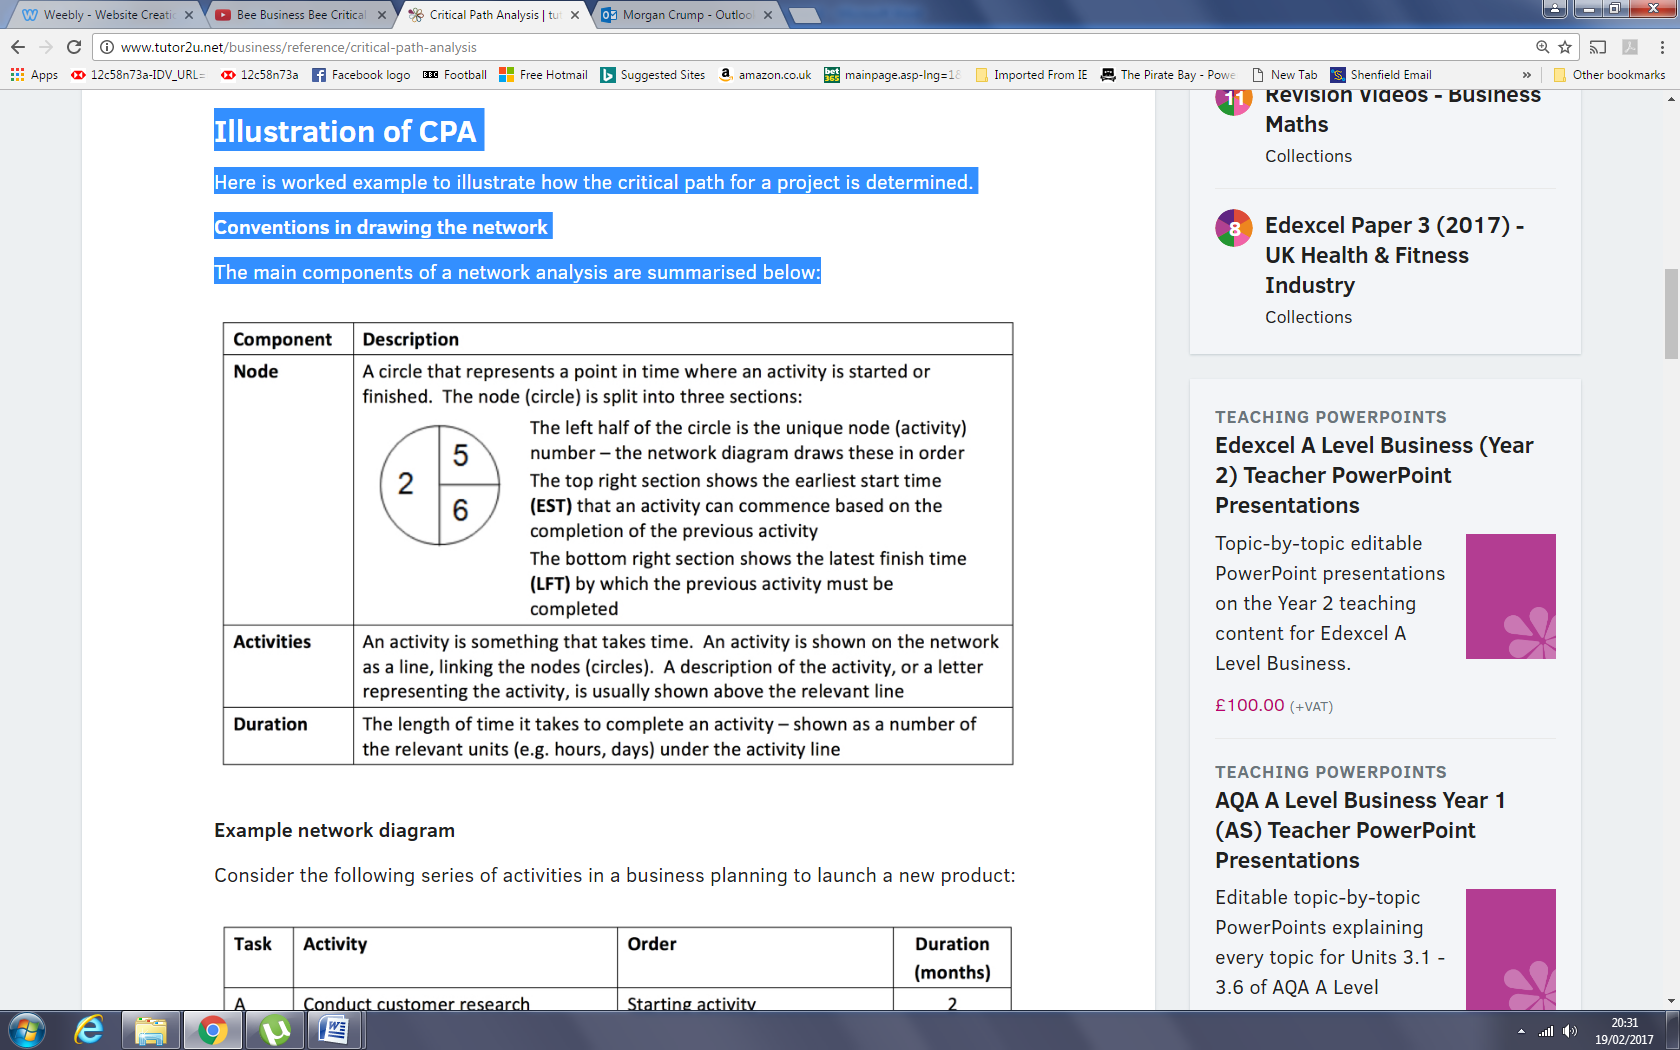 Weebly - Website Creatio
Bee Business Bee Critical
Critical Path Analysis | tut
Morgan Crump - Outloo
www.tutor2u.net/business/reference/critical-path-analysis
Apps
12c58n73a-IDV_URL=
12c58n73a
Facebook logo
BBC Football
Free Hotmail
Suggested Sites
amazon.co.uk
bet365 mainpage.asp-lng=18
Imported From IE
The Pirate Bay - Powe
New Tab
Shenfield Email
»
Other bookmarks
Illustration of CPA
Here is worked example to illustrate how the critical path for a project is determined.
Conventions in drawing the network
The main components of a network analysis are summarised below:
Component Description
Node
A circle that represents a point in time where an activity is started or
finished. The node (circle) is split into three sections:
2
5
6
The left half of the circle is the unique node (activity)
number – the network diagram draws these in order
The top right section shows the earliest start time
(EST) that an activity can commence based on the
completion of the previous activity
The bottom right section shows the latest finish time
(LFT) by which the previous activity must be
completed
Activities
An activity is something that takes time. An activity is shown on the network
as a line, linking the nodes (circles). A description of the activity, or a letter
representing the activity, is usually shown above the relevant line
Duration
The length of time it takes to complete an activity – shown as a number of
the relevant units (e.g. hours, days) under the activity line
Example network diagram
Consider the following series of activities in a business planning to launch a new product:
Task Activity Order Duration
(months)
A Conduct customer research Starting activity 2
11
Revision Videos - Business
Maths
Collections
8
Edexcel Paper 3 (2017) -
UK Health & Fitness
Industry
Collections
TEACHING POWERPOINTS
Edexcel A Level Business (Year
2) Teacher PowerPoint
Presentations
Topic-by-topic editable
PowerPoint presentations
on the Year 2 teaching
content for Edexcel A
Level Business.
£100.00 (+VAT)
TEACHING POWERPOINTS
AQA A Level Business Year 1
(AS) Teacher PowerPoint
Presentations
Editable topic-by-topic
PowerPoints explaining
every topic for Units 3.1 -
3.6 of AQA A Level
20:31
19/02/2017